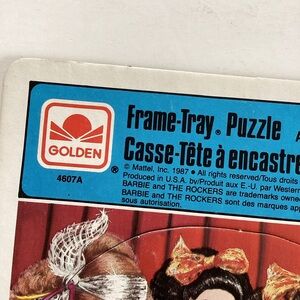 Frame-Tray® Puzzle
Casse-Tête à encastre
GOLDEN
4607A
®
© Mattel, Inc. 1987 • All rights reserved/Tous droits
Produced in U.S.A. by/Produit aux E.-U. par Western
BARBIE and THE ROCKERS are trademarks owned
BARBIE and THE ROCKERS sont des marques app
sous autorisation.